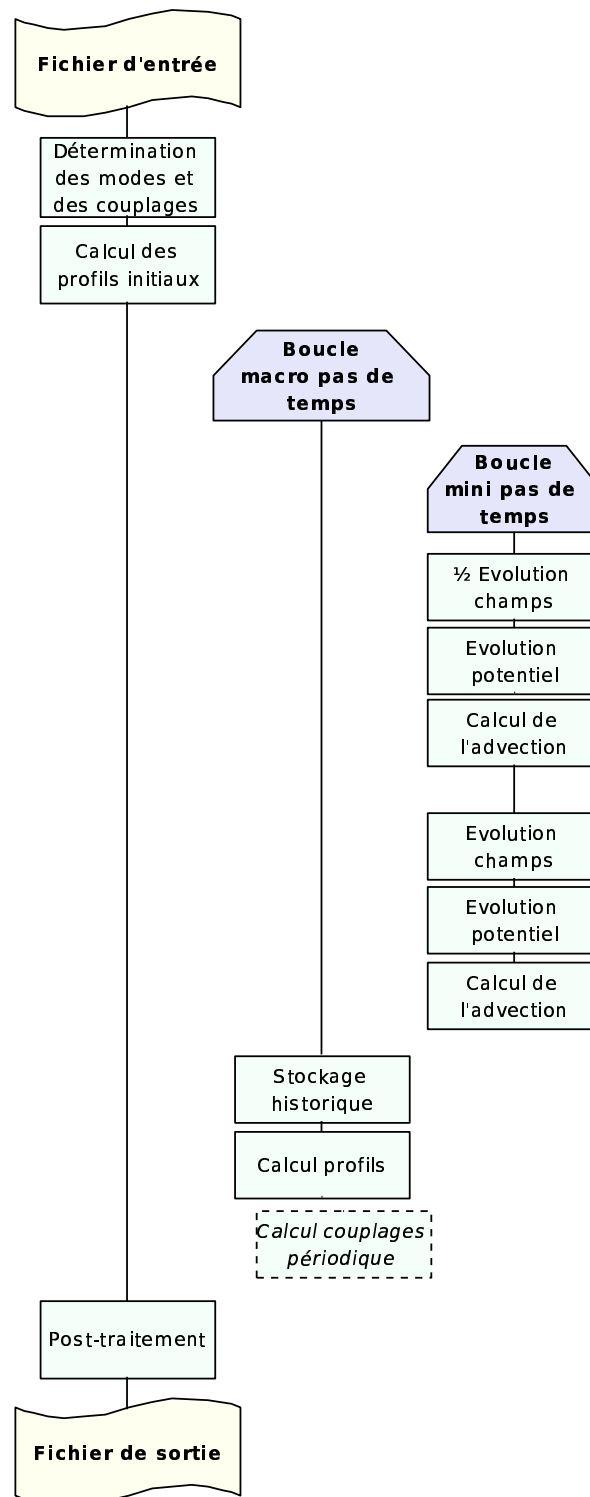 Fichier d'entrée
Détermination
des modes et
des couplages
Calcul des
profils initiaux
Boucle
macro pas de
temps
Boucle
mini pas de
temps
½ Evolution
champs
Evolution
potentiel
Calcul de
l'advection
Evolution
champs
Evolution
potentiel
Calcul de
l'advection
Stockage
historique
Calcul profils
Calcul couplages
périodique
Post-traitement
Fichier de sortie